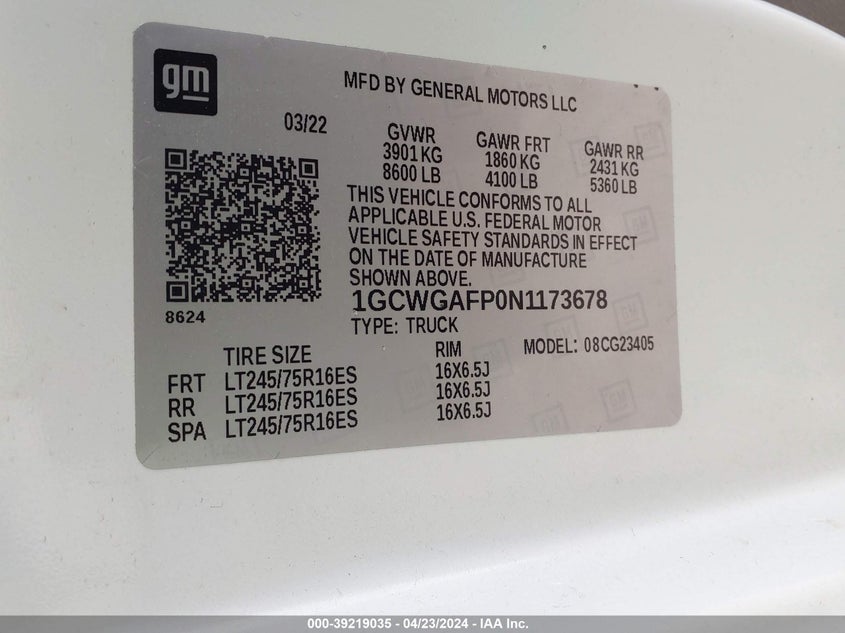 gm
MFD BY GENERAL MOTORS LLC
03/22
GVWR GAWR FRT GAWR RR
3901 KG 1860 KG 2431 KG
8600 LB 4100 LB 5360 LB
THIS VEHICLE CONFORMS TO ALL
APPLICABLE U.S. FEDERAL MOTOR
VEHICLE SAFETY STANDARDS IN EFFECT
ON THE DATE OF MANUFACTURE
SHOWN ABOVE.
1GCWGAFP0N1173678
8624
TYPE: TRUCK
TIRE SIZE RIM MODEL: 08CG23405
FRT LT245/75R16ES 16X6.5J
RR LT245/75R16ES 16X6.5J
SPA LT245/75R16ES 16X6.5J
000-39219035 - 04/23/2024 - IAA Inc.